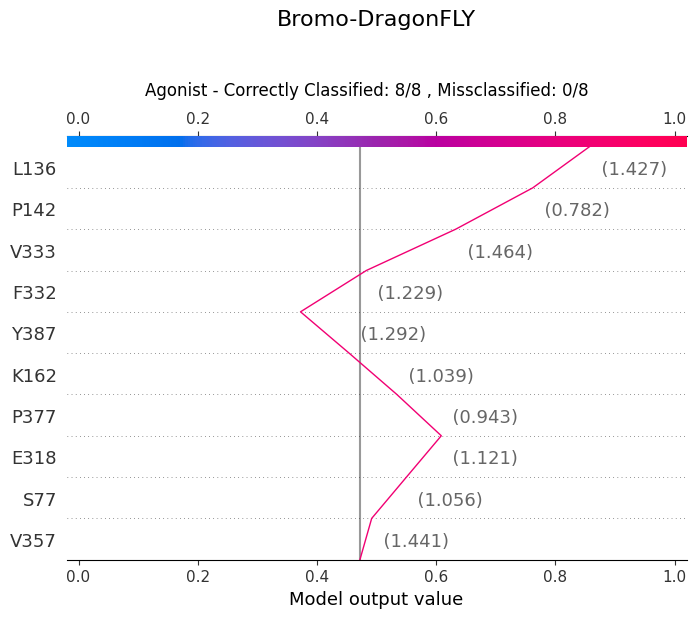 Bromo-DragonFLY
Agonist - Correctly Classified: 8/8 , Missclassified: 0/8
0.0 0.2 0.4 0.6 0.8 1.0
L136 (1.427)
P142 (0.782)
V333 (1.464)
F332 (1.229)
Y387 (1.292)
K162 (1.039)
P377 (0.943)
E318 (1.121)
S77 (1.056)
V357 (1.441)
0.0 0.2 0.4 0.6 0.8 1.0
Model output value